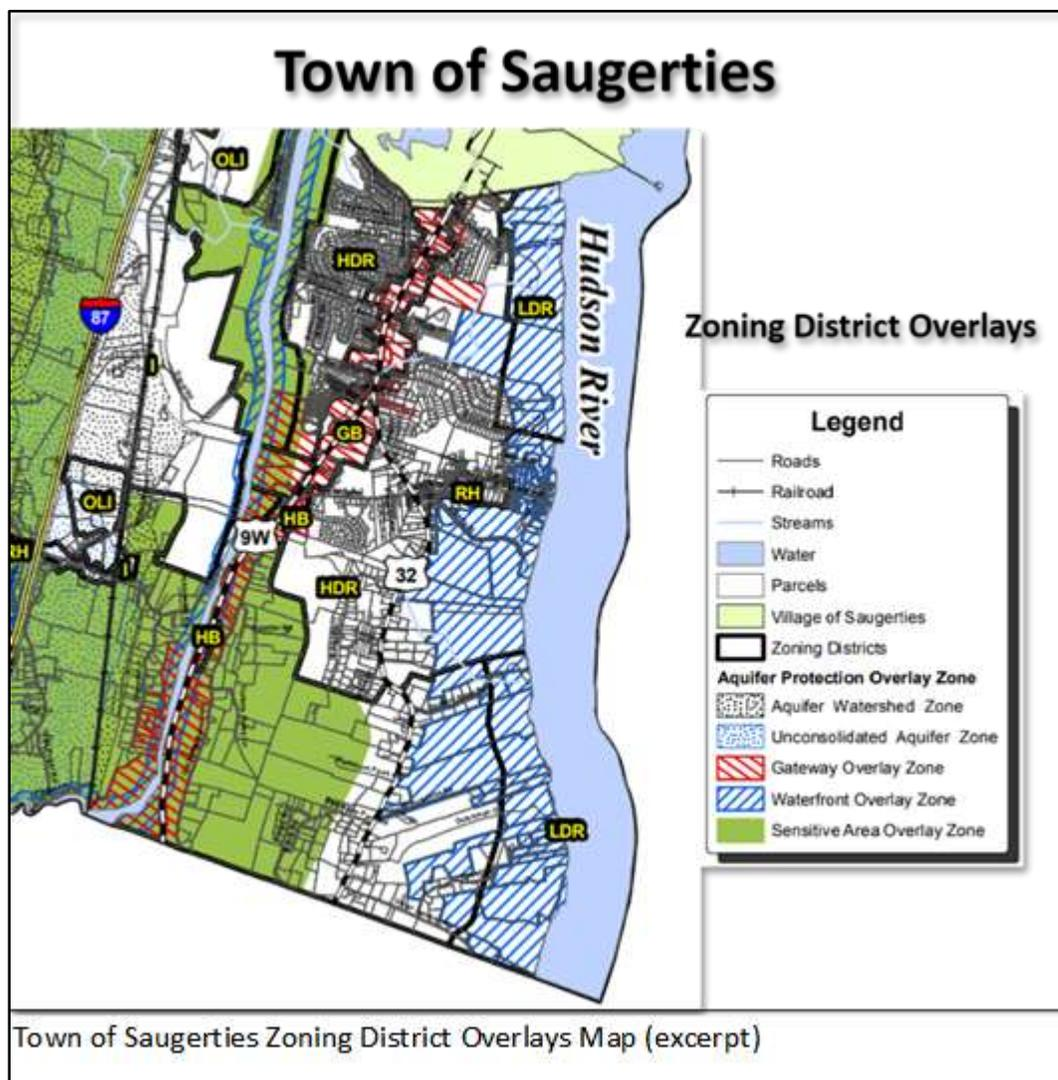 Town of Saugerties
OLI
HDR
Hudson River
LDR
87
Zoning District Overlays
GB
OLI
RH
HB
9W
RH
HDR
32
HB
LDR
Legend
Roads
Railroad
Streams
Water
Parcels
Village of Saugerties
Zoning Districts
Aquifer Protection Overlay Zone
Aquifer Watershed Zone
Unconsolidated Aquifer Zone
Gateway Overlay Zone
Waterfront Overlay Zone
Sensitive Area Overlay Zone
Town of Saugerties Zoning District Overlays Map (excerpt)